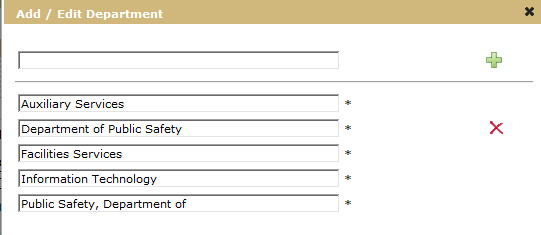 Add / Edit Department
Auxiliary Services *
Department of Public Safety *
Facilities Services *
Information Technology *
Public Safety, Department of *